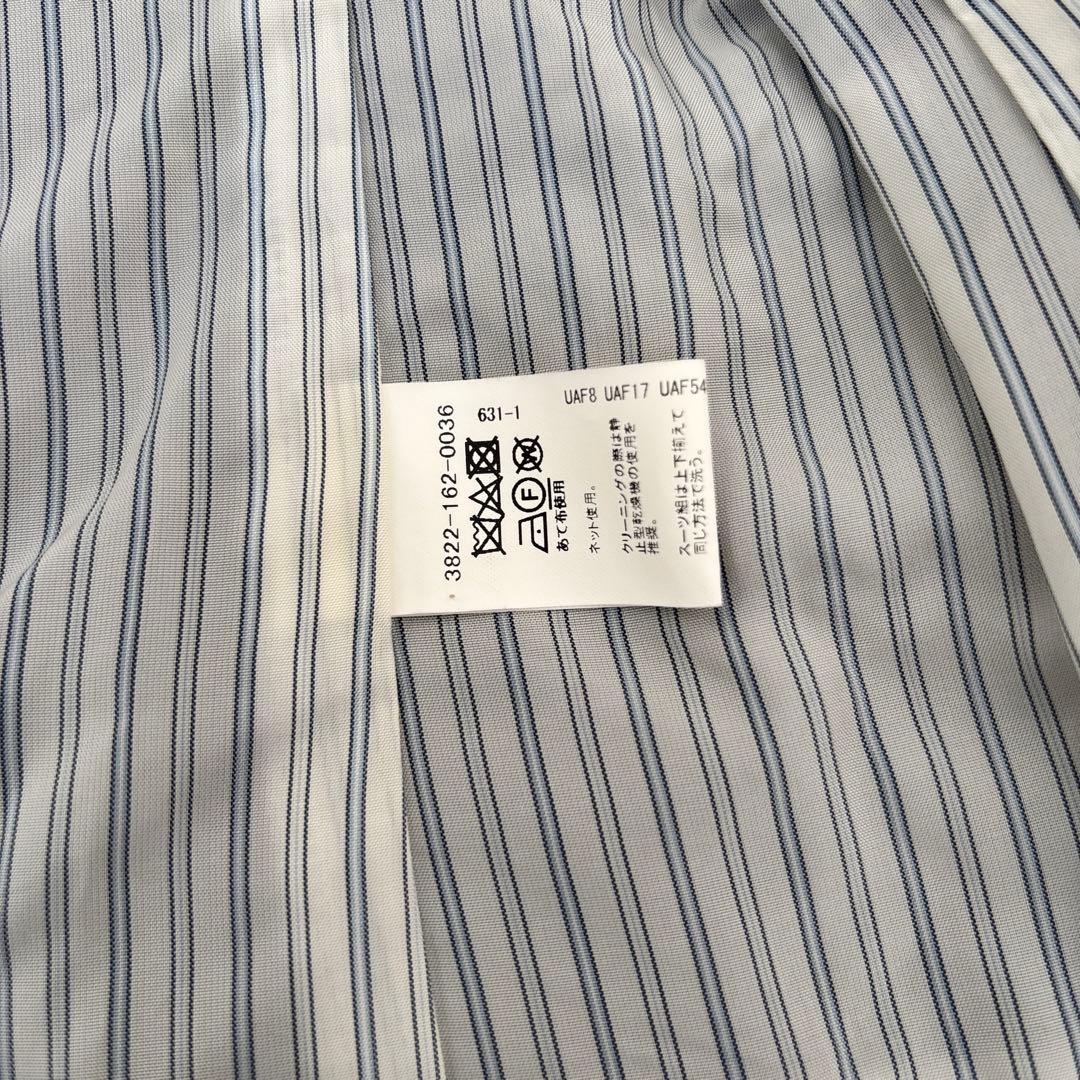 3822-162-0036
631-1
F
W
あて布使用
ネット使用。
クリーニングの際は静
止型乾燥機の使用を
推奨。
スーツ組は上下揃えて
同じ方法で洗う。
UAF8 UAF17 UAF54